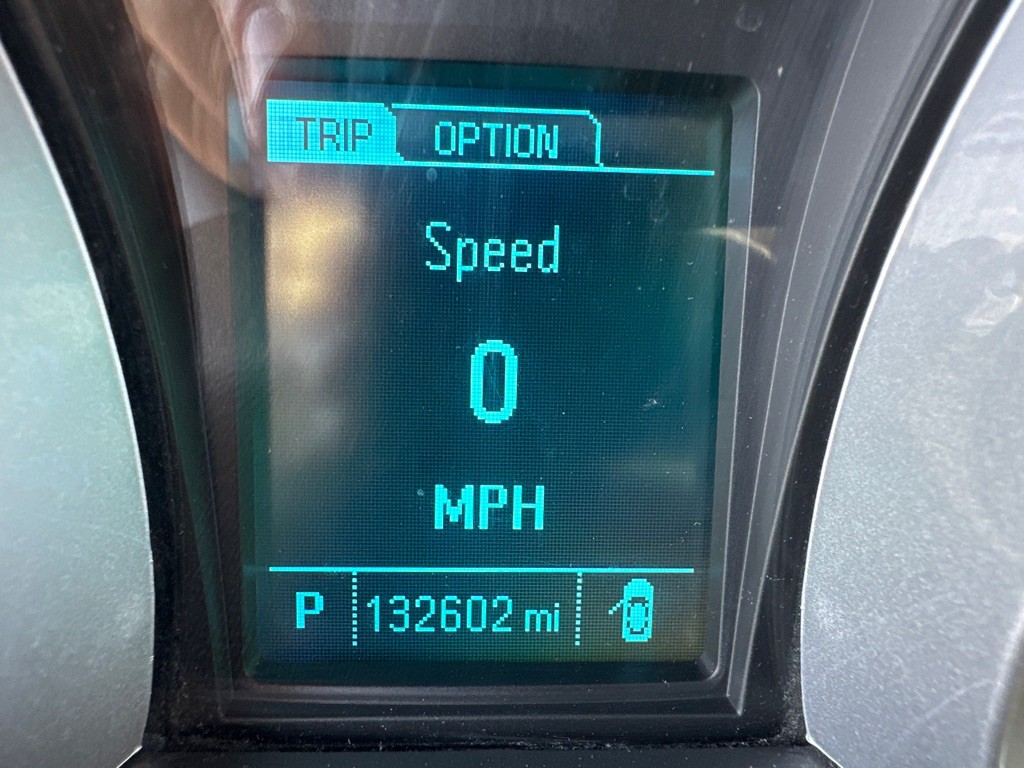 TRIP OPTION
Speed
0
MPH
P 132602 mi